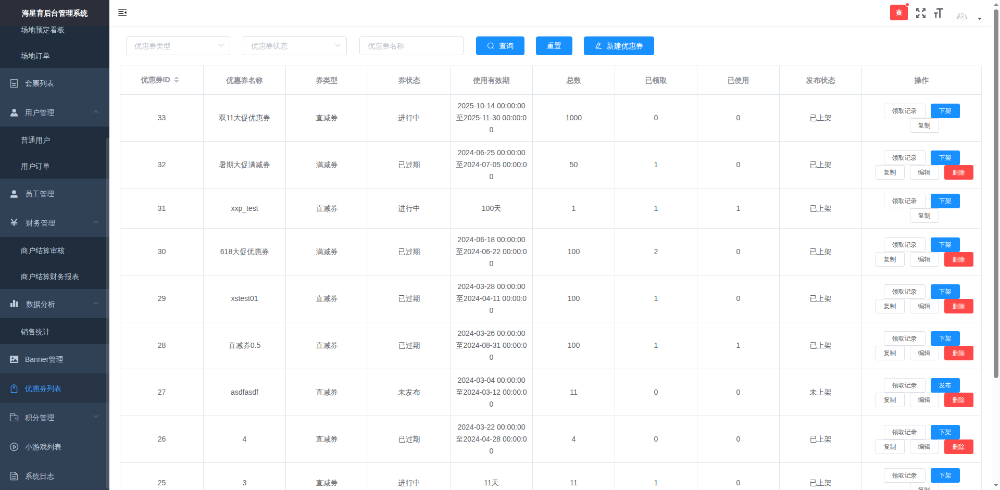 海星育后台管理系统
场地预定看板
场地订单
套票列表
用户管理
普通用户
用户订单
员工管理
财务管理
商户结算审核
商户结算财务报表
数据分析
销售统计
Banner管理
优惠券列表
积分管理
小游戏列表
系统日志
优惠券类型 优惠券状态 优惠券名称 查询 重置 新建优惠券
优惠券ID 优惠券名称 券类型 券状态 使用有效期 总数 已领取 已使用 发布状态 操作
33 双11大促优惠券 直减券 进行中 2025-10-14 00:00:00
至2025-11-30 00:00:0
0 1000 0 0 已上架 领取记录 下架
复制
32 暑期大促满减券 满减券 已过期 2024-06-25 00:00:00
至2024-07-05 00:00:0
0 50 1 0 已上架 领取记录 下架
复制 编辑 删除
31 xxp_test 直减券 进行中 100天 1 1 1 已上架 领取记录 下架
复制
30 618大促优惠券 满减券 已过期 2024-06-18 00:00:00
至2024-06-22 00:00:0
0 100 2 0 已上架 领取记录 下架
复制 编辑 删除
29 xstest01 直减券 已过期 2024-03-28 00:00:00
至2024-04-11 00:00:0
0 100 1 0 已上架 领取记录 下架
复制 编辑 删除
28 直减券0.5 直减券 已过期 2024-03-26 00:00:00
至2024-08-31 00:00:0
0 100 1 1 已上架 领取记录 下架
复制 编辑 删除
27 asdfasdf 直减券 未发布 2024-03-04 00:00:00
至2024-03-12 00:00:0
0 11 0 0 未上架 领取记录 发布
复制 编辑 删除
26 4 直减券 已过期 2024-03-22 00:00:00
至2024-04-28 00:00:0
0 4 0 0 已上架 领取记录 下架
复制 编辑 删除
25 3 直减券 进行中 11天 11 1 0 已上架 领取记录 下架
复制